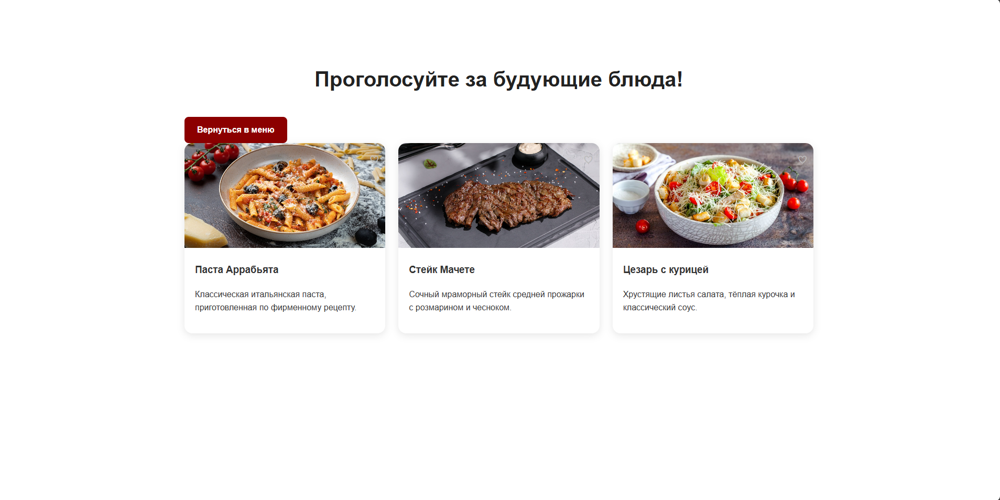 Проголосуйте за будующие блюда!
Вернуться в меню
Паста Аррабьята
Классическая итальянская паста,
приготовленная по фирменному рецепту.
Стейк Мачете
Сочный мраморный стейк средней прожарки
с розмарином и чесноком.
Цезарь с курицей
Хрустящие листья салата, тёплая курочка и
классический соус.